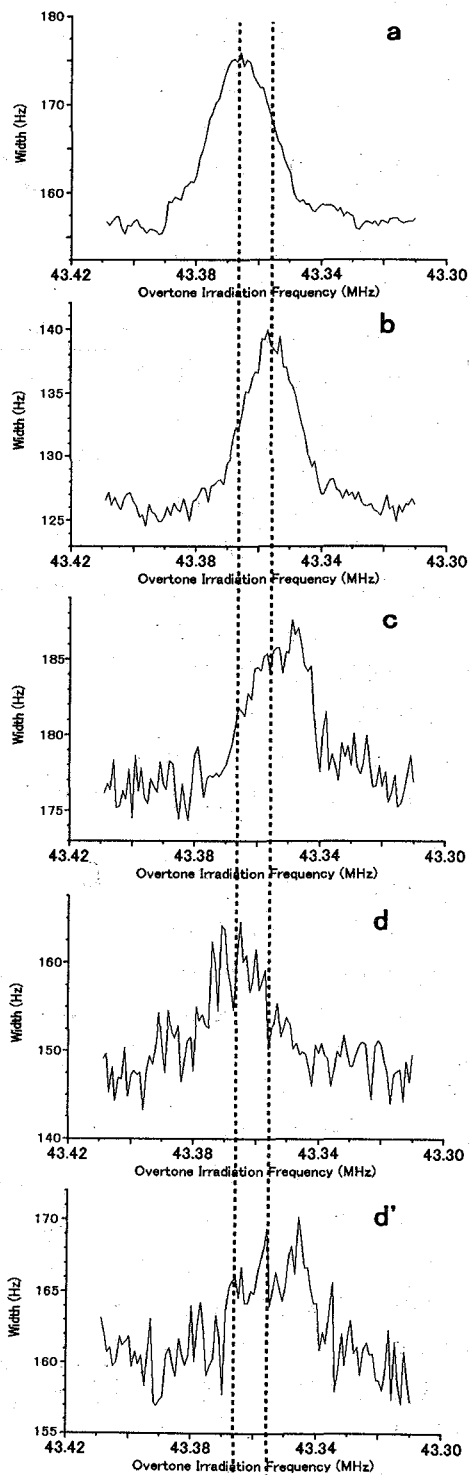 a
180
170
160
Width (Hz)
43.42 43.38 43.34 43.30
Overtone Irradiation Frequency (MHz)
b
140
135
130
125
Width (Hz)
43.42 43.38 43.34 43.30
Overtone Irradiation Frequency (MHz)
c
185
180
175
Width (Hz)
43.42 43.38 43.34 43.30
Overtone Irradiation Frequency (MHz)
d
160
150
140
Width (Hz)
43.42 43.38 43.34 43.30
Overtone Irradiation Frequency (MHz)
d'
170
165
160
155
Width (Hz)
43.42 43.38 43.34 43.30
Overtone Irradiation Frequency (MHz)